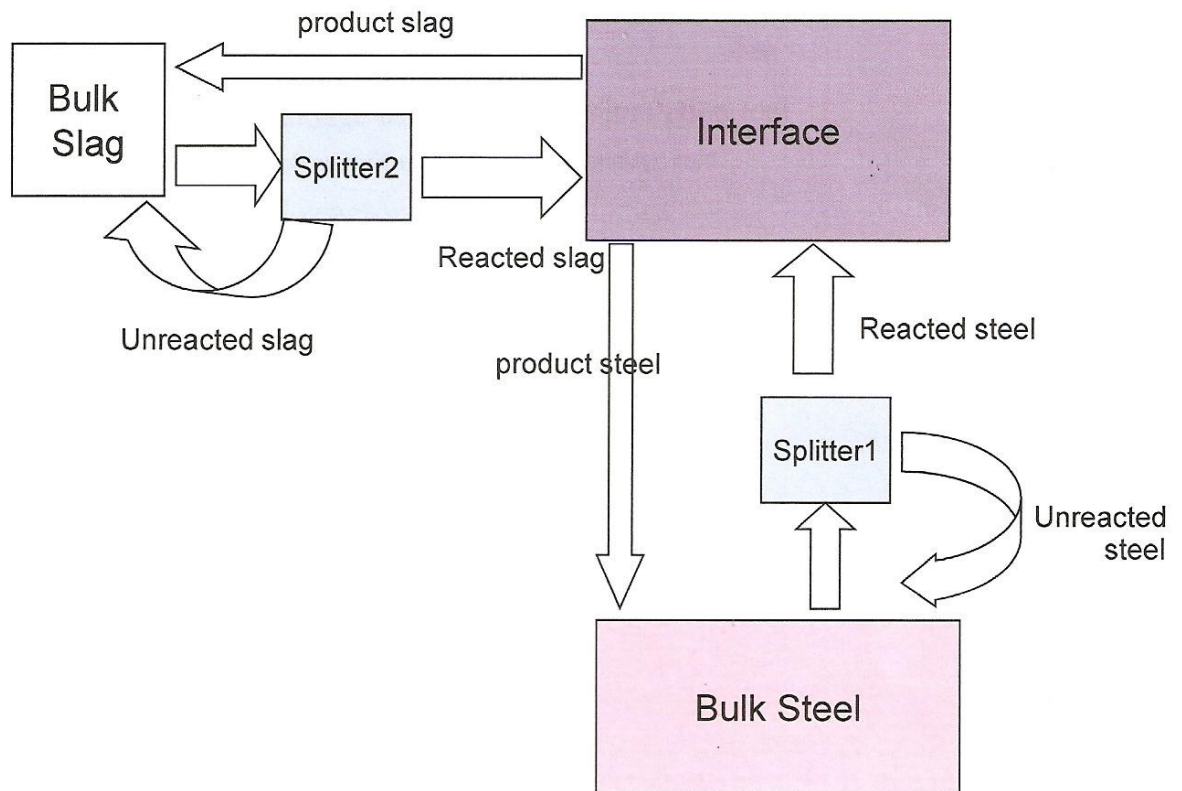 product slag
Bulk
Slag
Splitter2
Interface
Reacted slag
Unreacted slag
Reacted steel
product steel
Splitter1
Unreacted
steel
Bulk Steel